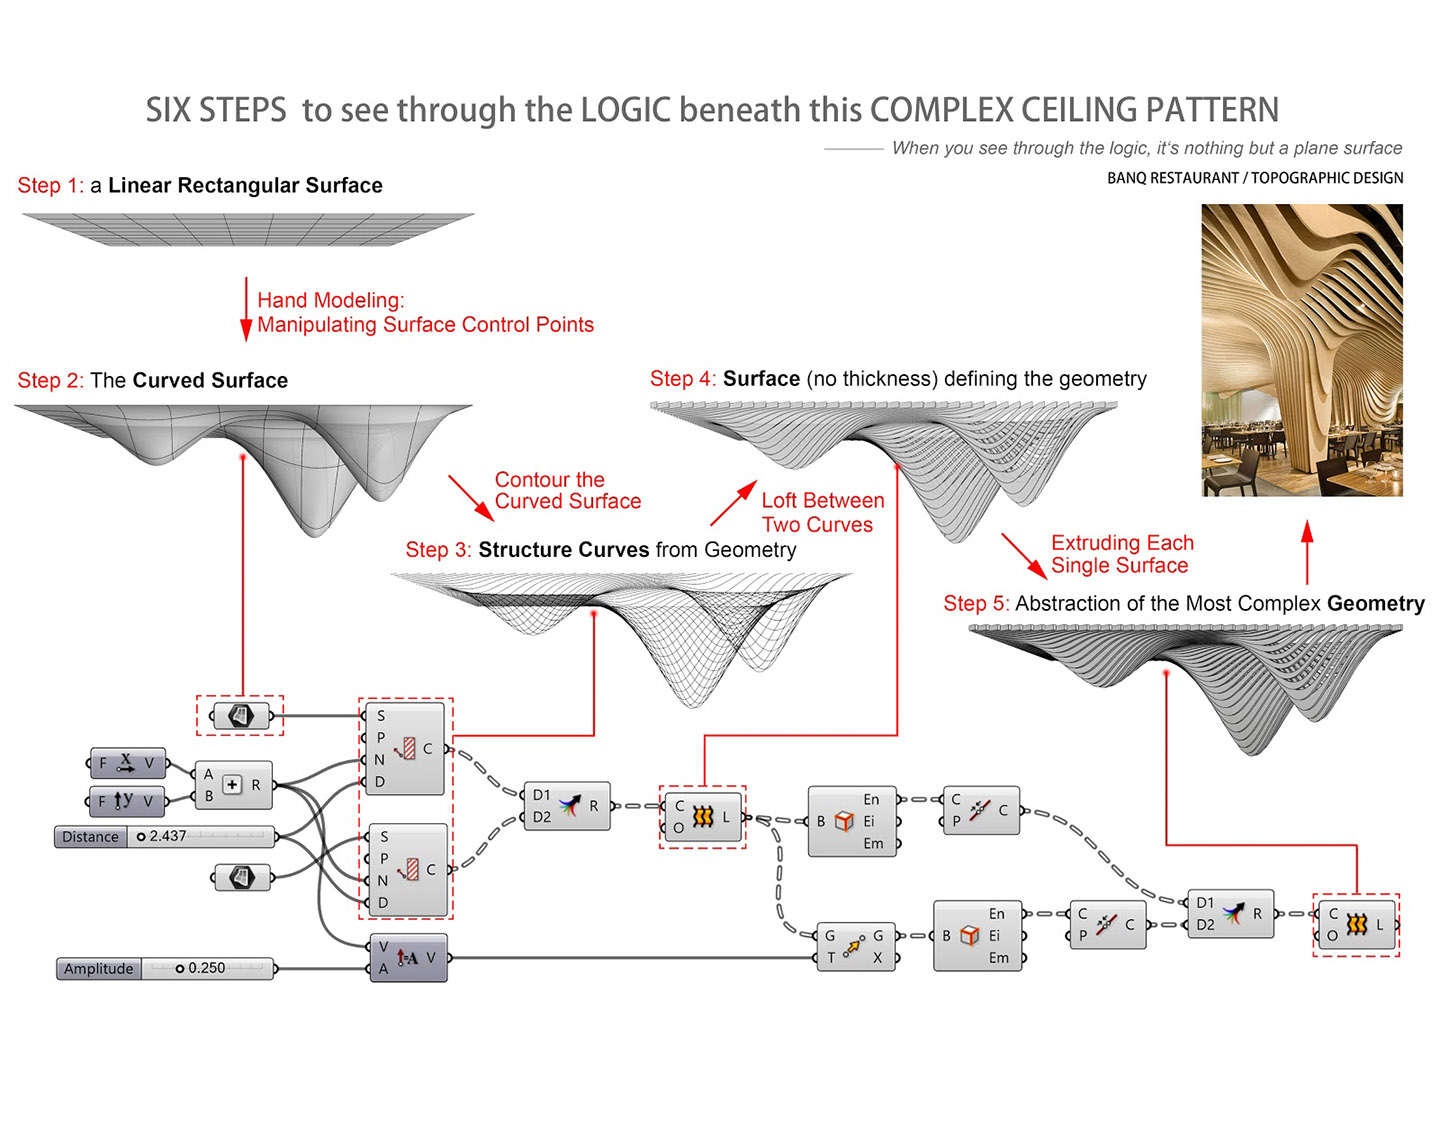 SIX STEPS to see through the LOGIC beneath this COMPLEX CEILING PATTERN
When you see through the logic, it's nothing but a plane surface
BANQ RESTAURANT / TOPOGRAPHIC DESIGN
Step 1: a Linear Rectangular Surface
Hand Modeling:
Manipulating Surface Control Points
Step 2: The Curved Surface
Contour the
Curved Surface
Step 3: Structure Curves from Geometry
Step 4: Surface (no thickness) defining the geometry
Loft Between
Two Curves
Extruding Each
Single Surface
Step 5: Abstraction of the Most Complex Geometry
S
P
N
D
C
F X V
F y V
A
B
R
Distance 2.437
S
P
N
D
C
Amplitude 0.250
V
A
A V
D1
D2
R
C
O
L
B
En
Ei
Em
C
P
C
G
T
G
X
B
En
Ei
Em
C
P
C
D1
D2
R
C
O
L